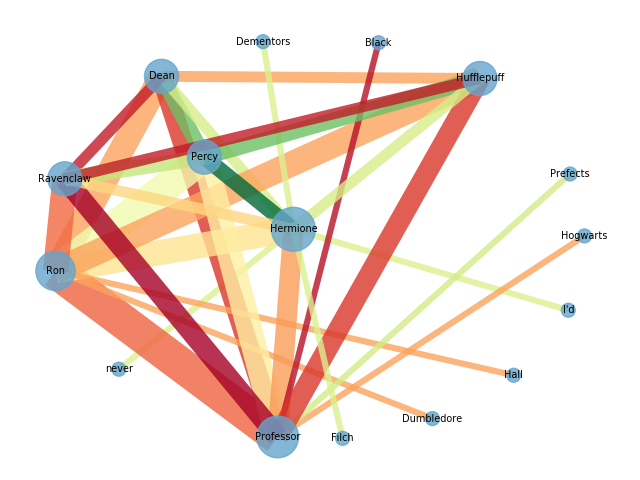 Dementors
Black
Dean
Hufflepuff
Percy
Prefects
Ravenclaw
Hermione
Hogwarts
Ron
I'd
never
Hall
Dumbledore
Professor
Filch